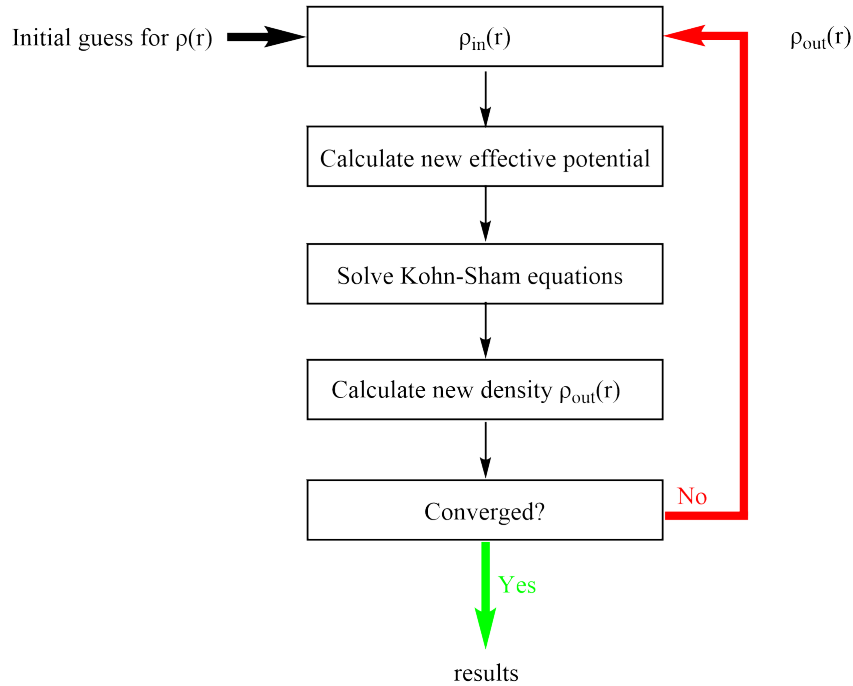 Initial guess for ρ(r)
ρin(r)
ρout(r)
Calculate new effective potential
Solve Kohn-Sham equations
Calculate new density ρout(r)
Converged?
No
Yes
results